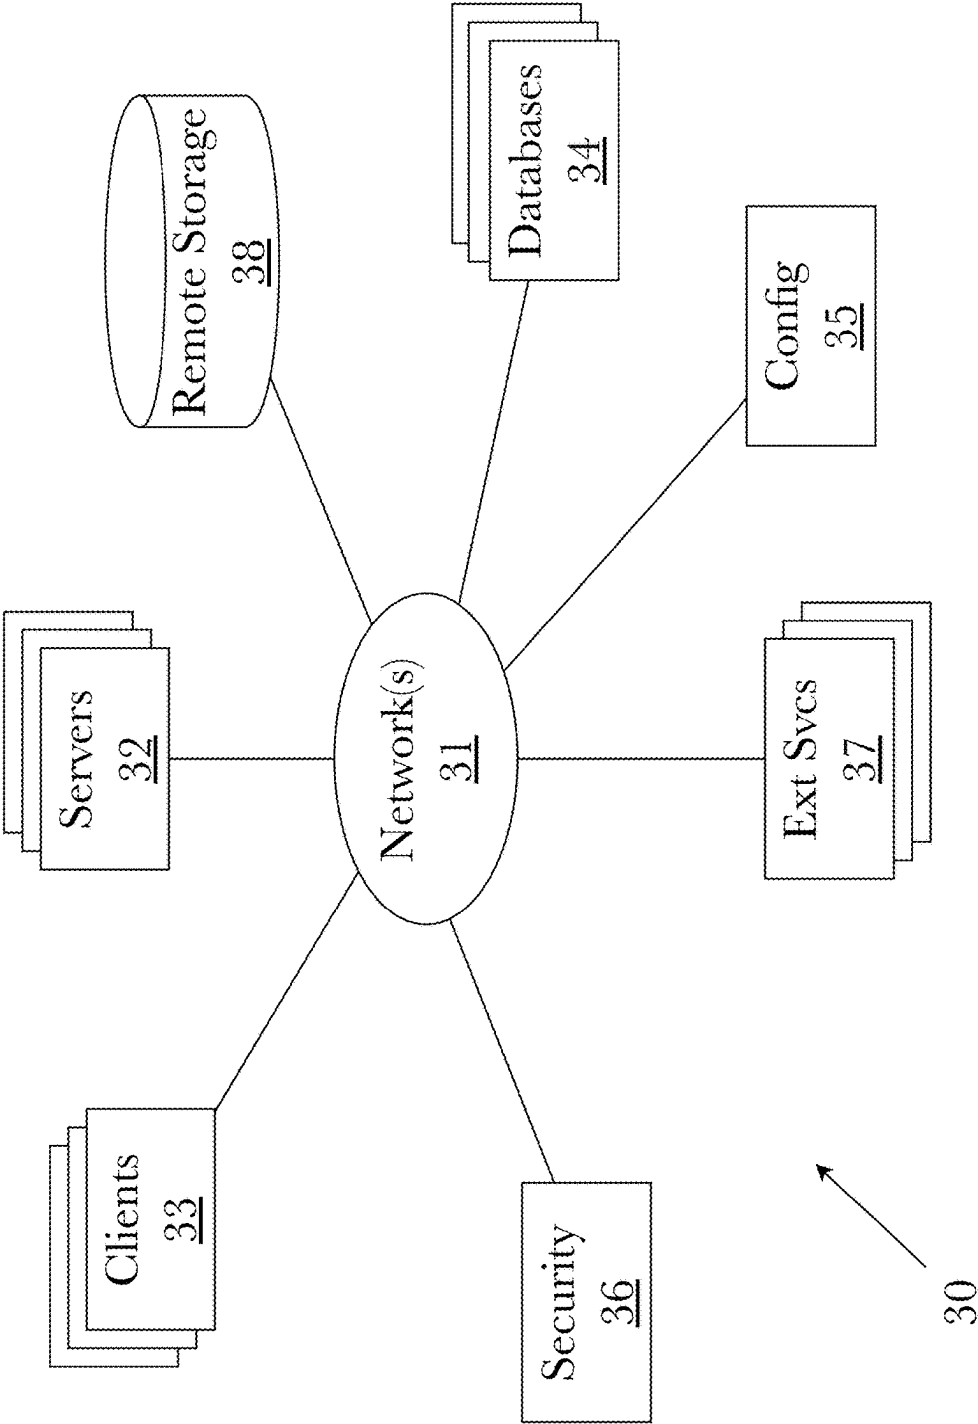 Clients
33
Servers
32
Remote Storage
38
Network(s)
31
Databases
34
Security
36
Ext Svcs
37
Config
35
30